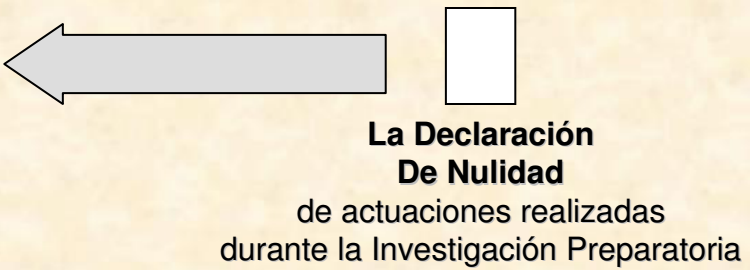 La Declaración
De Nulidad
de actuaciones realizadas
durante la Investigación Preparatoria